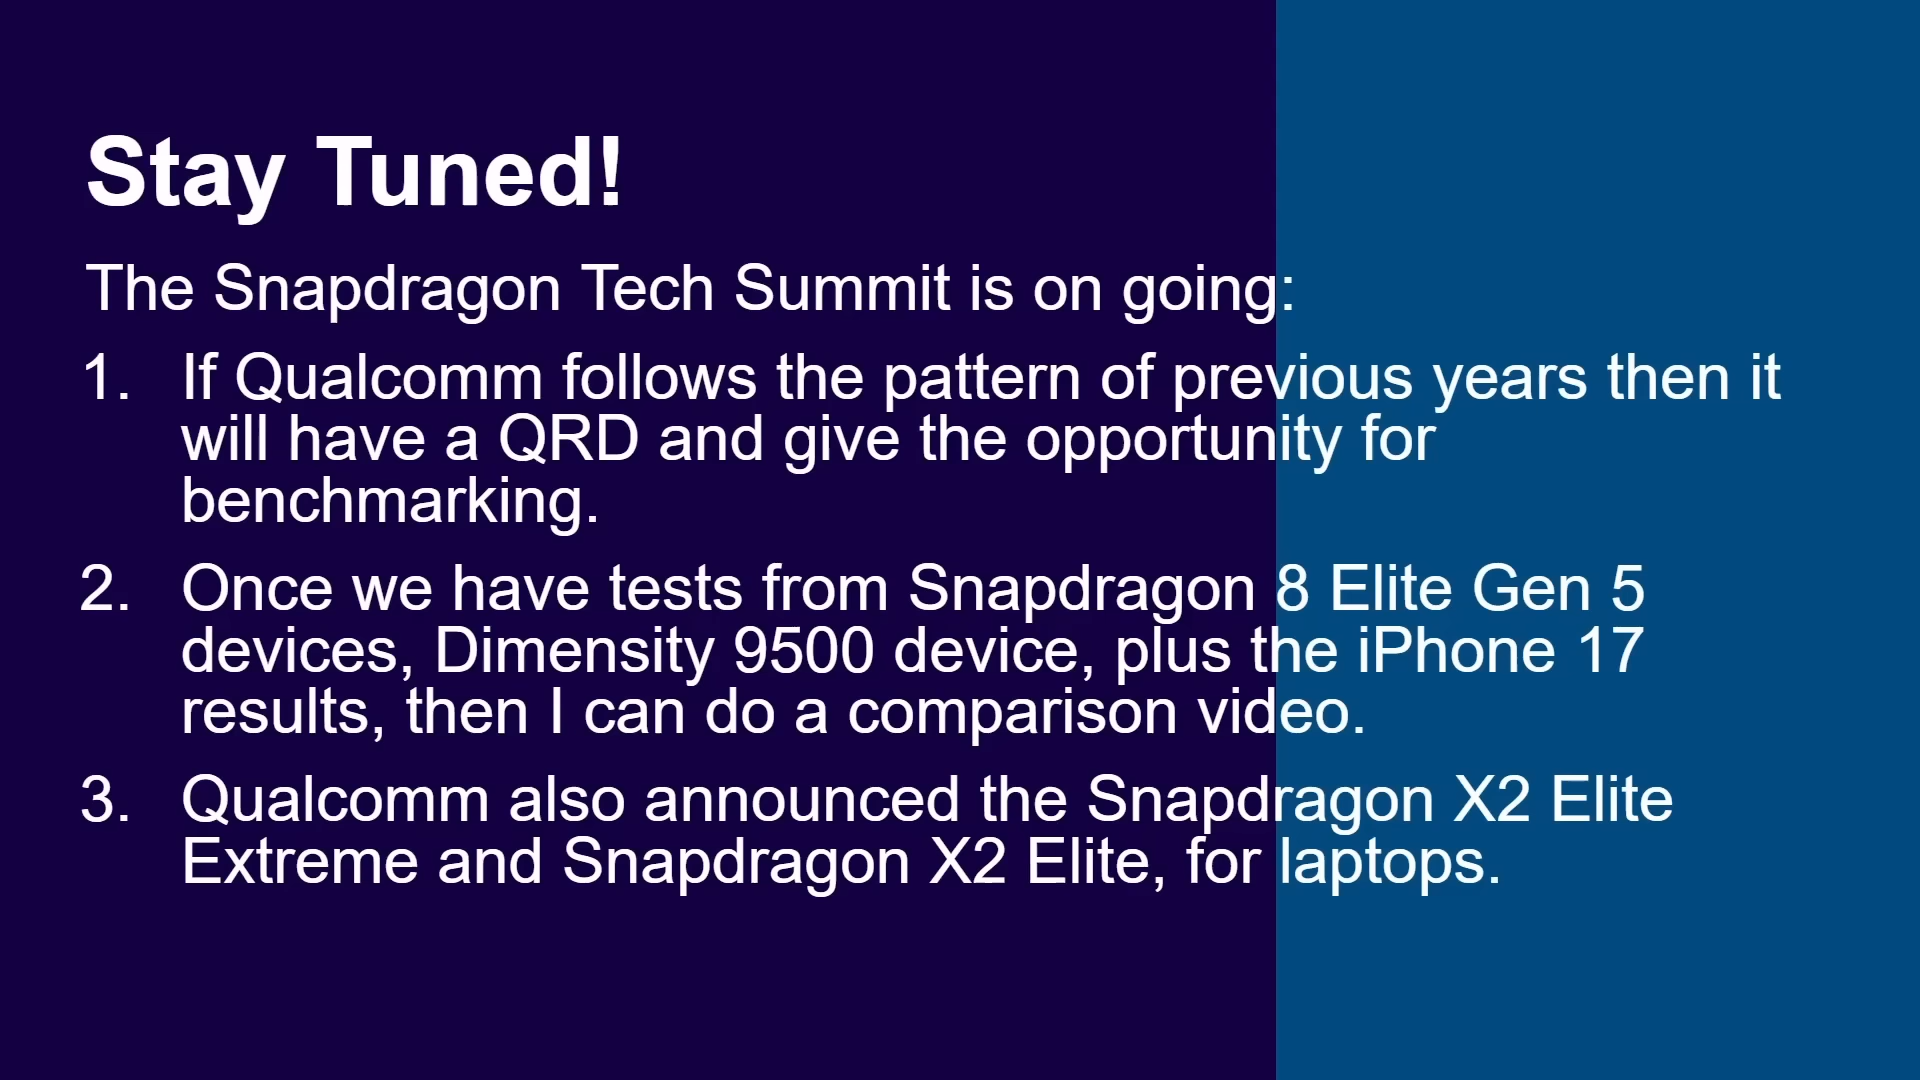 Stay Tuned!
The Snapdragon Tech Summit is on going:
1. If Qualcomm follows the pattern of previous years then it
will have a QRD and give the opportunity for
benchmarking.
2. Once we have tests from Snapdragon 8 Elite Gen 5
devices, Dimensity 9500 device, plus the iPhone 17
results, then I can do a comparison video.
3. Qualcomm also announced the Snapdragon X2 Elite
Extreme and Snapdragon X2 Elite, for laptops.